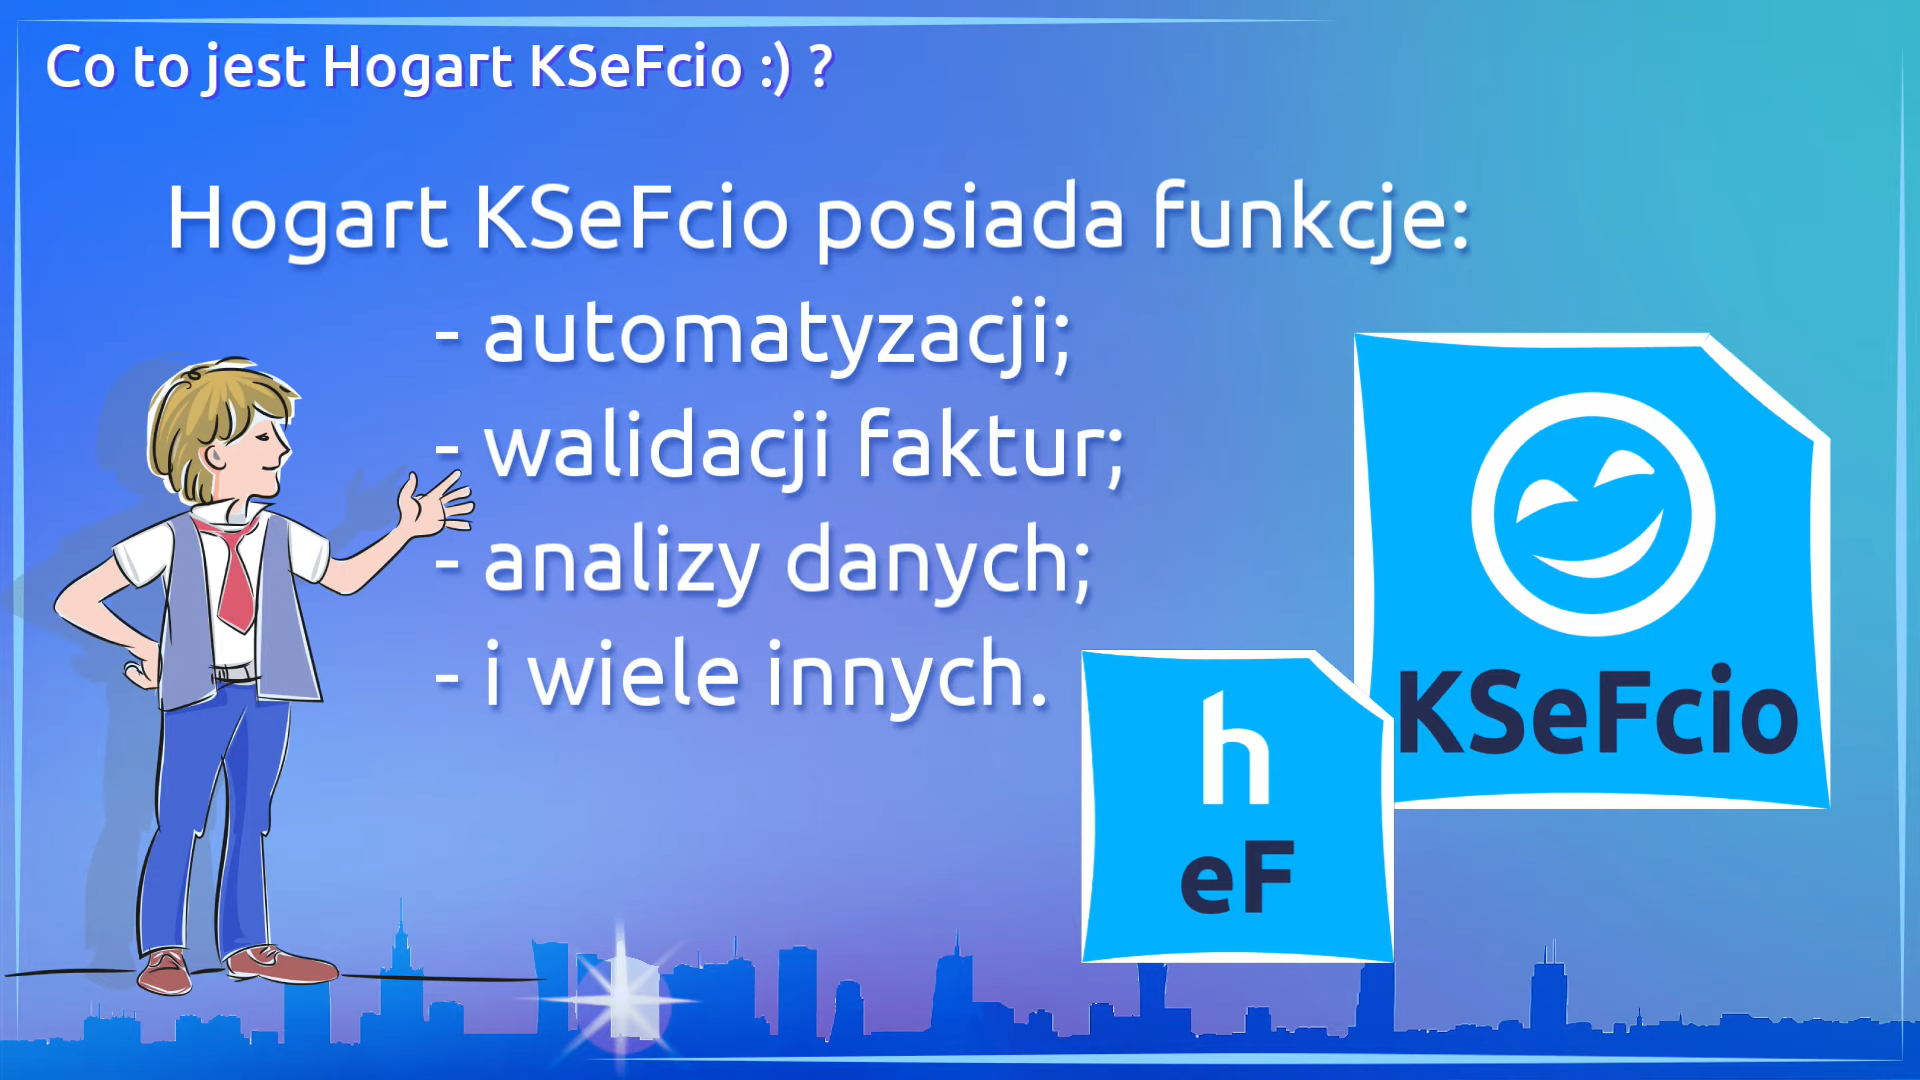 Co to jest Hogart KSeFcio :) ?
Hogart KSeFcio posiada funkcje:
- automatyzacji;
- walidacji faktur;
- analizy danych;
- i wiele innych.
KSeFcio
h
eF